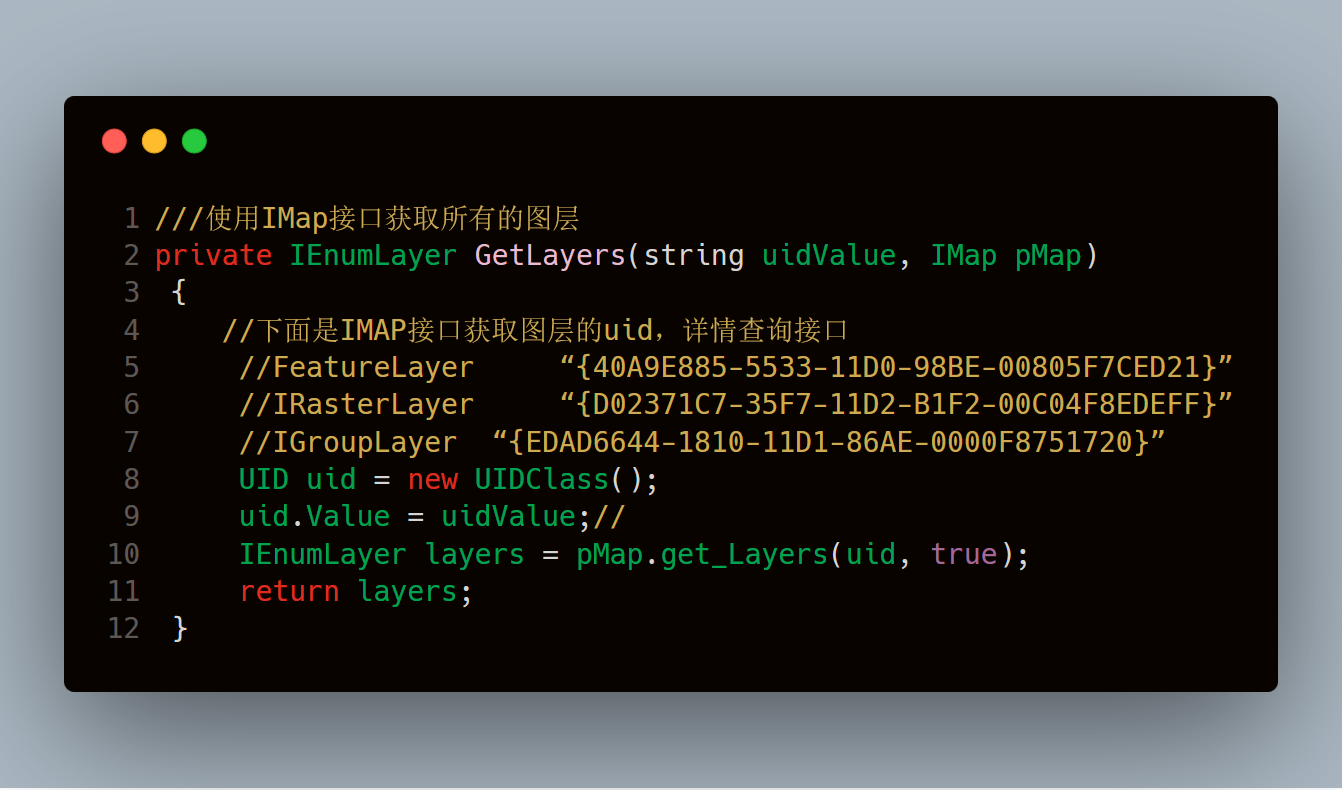 1 ///使用IMap接口获取所有的图层
2 private IEnumLayer GetLayers(string uidValue, IMap pMap)
3  {
4     //下面是IMAP接口获取图层的uid，详情查询接口
5      //FeatureLayer     “{40A9E885-5533-11D0-98BE-00805F7CED21}”
6      //IRasterLayer     “{D02371C7-35F7-11D2-B1F2-00C04F8EDEFF}”
7      //IGroupLayer  “{EDAD6644-1810-11D1-86AE-0000F8751720}”
8      UID uid = new UIDClass();
9      uid.Value = uidValue;//
10      IEnumLayer layers = pMap.get_Layers(uid, true);
11      return layers;
12  }